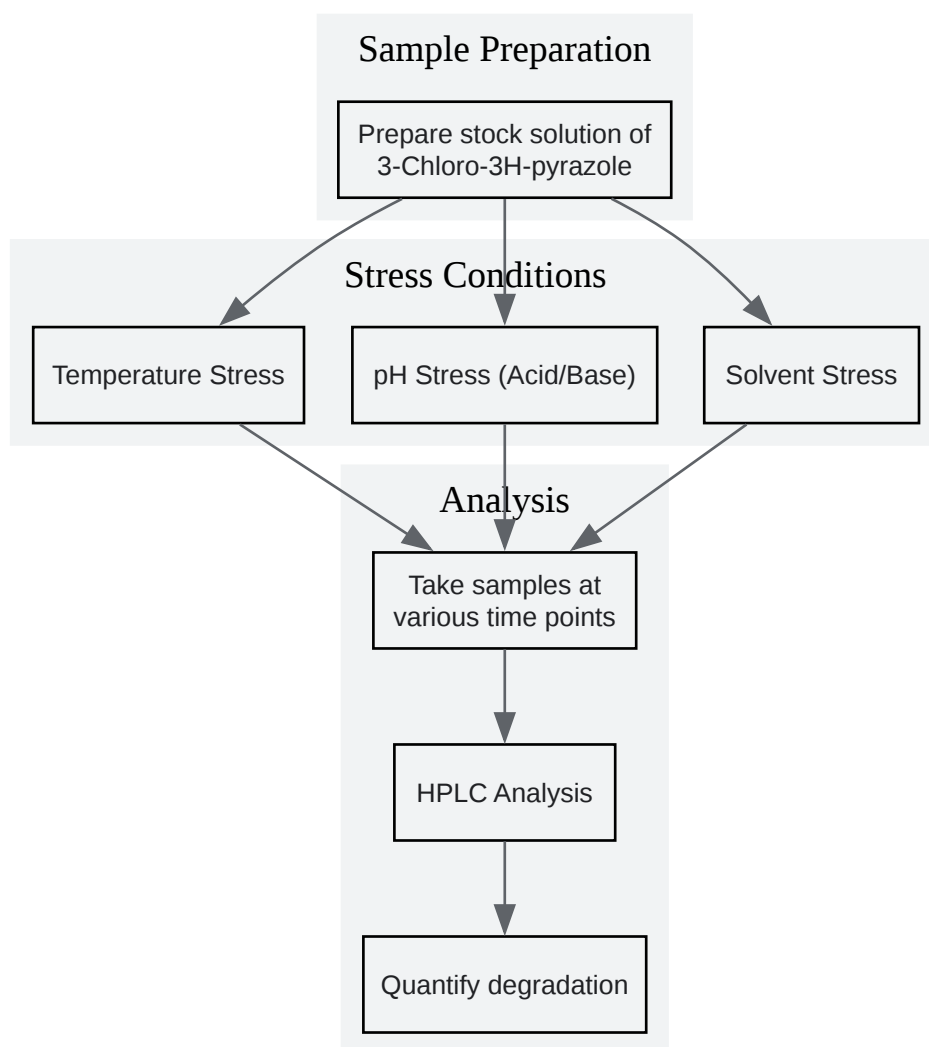 Sample Preparation
Prepare stock solution of
3-Chloro-3H-pyrazole
Stress Conditions
Temperature Stress
pH Stress (Acid/Base)
Solvent Stress
Analysis
Take samples at
various time points
HPLC Analysis
Quantify degradation